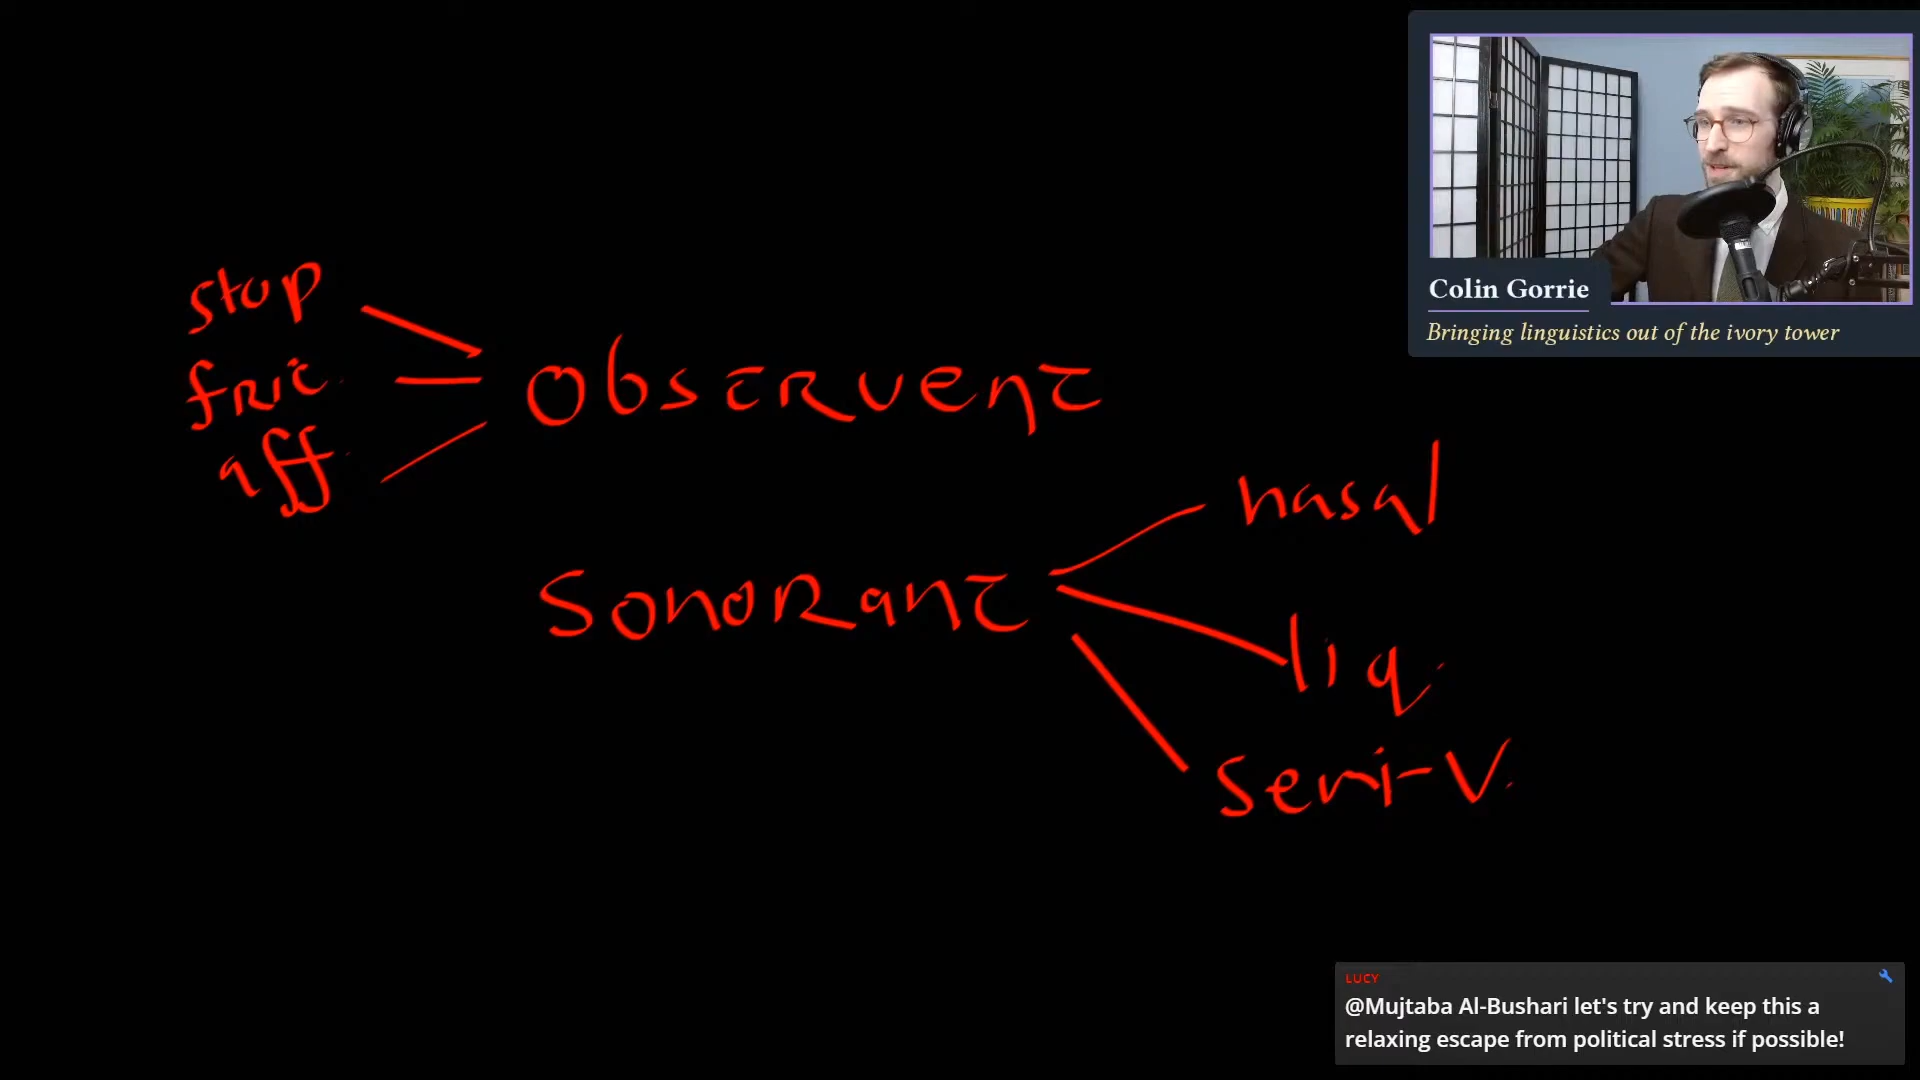 stop
fric.
aff.
Obstruent
Sonorant
nasal
liq.
semi-V.
Colin Gorrie
Bringing linguistics out of the ivory tower
LUCY
@Mujtaba Al-Bushari let's try and keep this a
relaxing escape from political stress if possible!